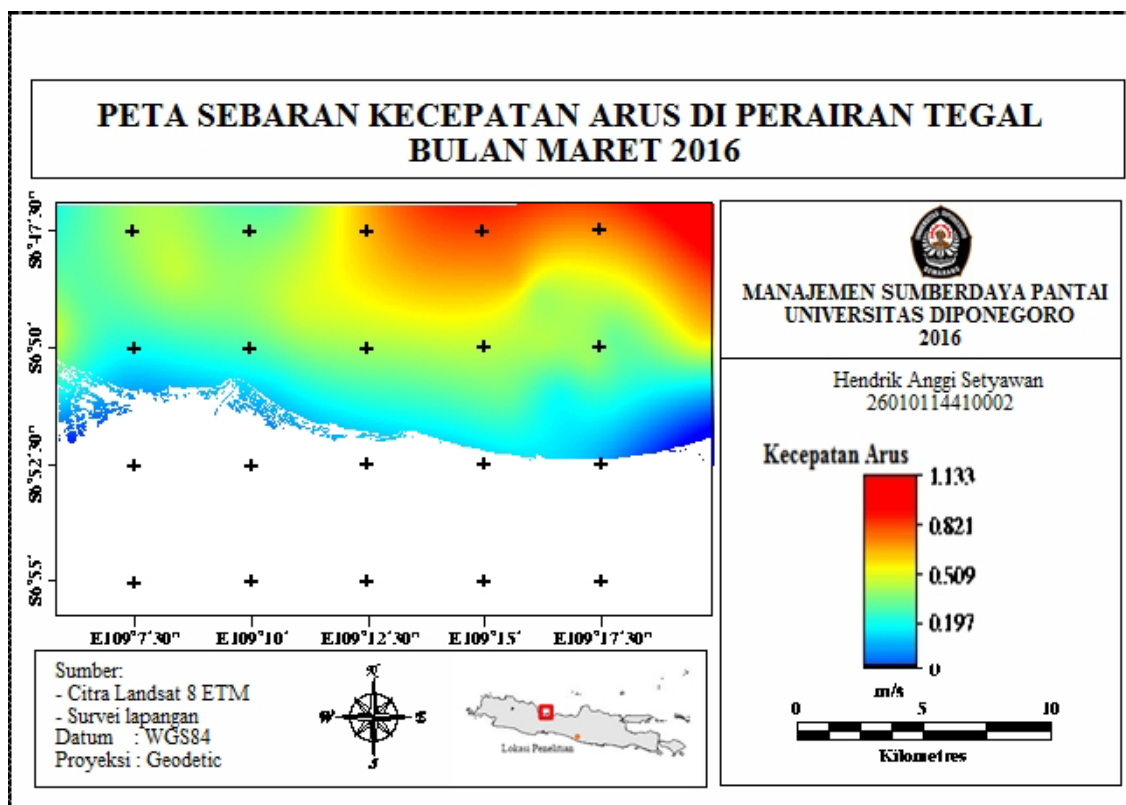 PETA SEBARAN KECEPATAN ARUS DI PERAIRAN TEGAL
BULAN MARET 2016
S6°47'30"
S6°50'
S6°52'30"
S6°55'
E109°7'30"
E109°10'
E109°12'30"
E109°15'
E109°17'30"
SEMARANG
MANAJEMEN SUMBERDAYA PANTAI
UNIVERSITAS DIPONEGORO
2016
Hendrik Anggi Setyawan
26010114410002
Kecepatan Arus
1.133
0.821
0.509
0.197
0
m/s
0 5 10
Kilometres
Sumber:
- Citra Landsat 8 ETM
- Survei lapangan
Datum : WGS84
Proyeksi : Geodetic
N
W E
S
Lokasi Penelitian